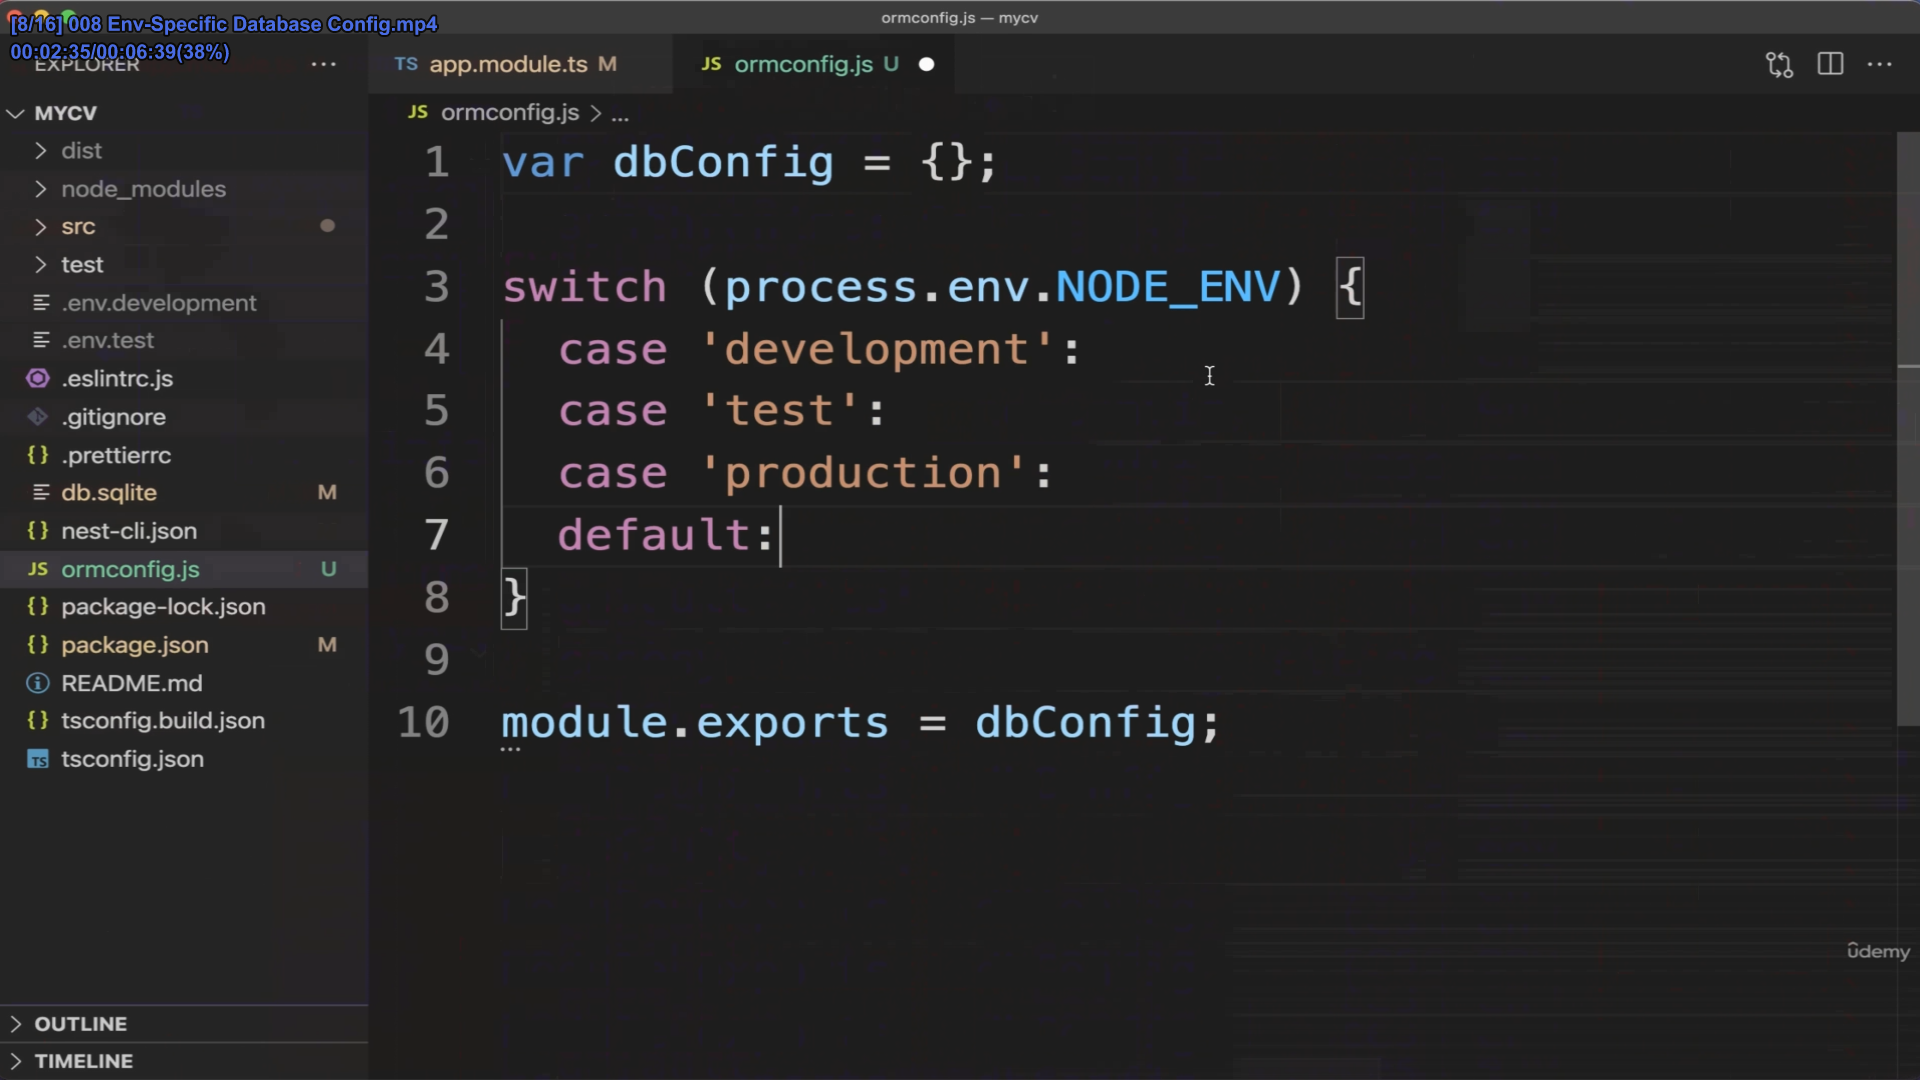 ormconfig.js — mycv
[8/16] 008 Env-Specific Database Config.mp4
00:02:35/00:06:39(38%)
EXPLORER
TS app.module.ts M
JS ormconfig.js U
JS ormconfig.js > ...
MYCV
dist
node_modules
src
test
.env.development
.env.test
.eslintrc.js
.gitignore
{} .prettierrc
db.sqlite M
{} nest-cli.json
JS ormconfig.js U
{} package-lock.json
{} package.json M
README.md
{} tsconfig.build.json
TS tsconfig.json
OUTLINE
TIMELINE
1 var dbConfig = {};
2
3 switch (process.env.NODE_ENV) {
4 case 'development':
5 case 'test':
6 case 'production':
7 default:
8 }
9
10 module.exports = dbConfig;
ûdemy